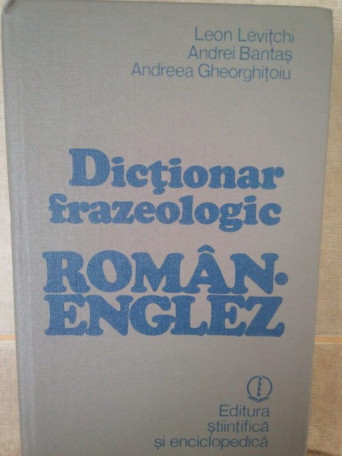 Leon Levițchi
Andrei Bantaș
Andreea Gheorghițoiu
Dicționar
frazeologic
ROMÂN-
ENGLEZ
Editura
științifică
și enciclopedică